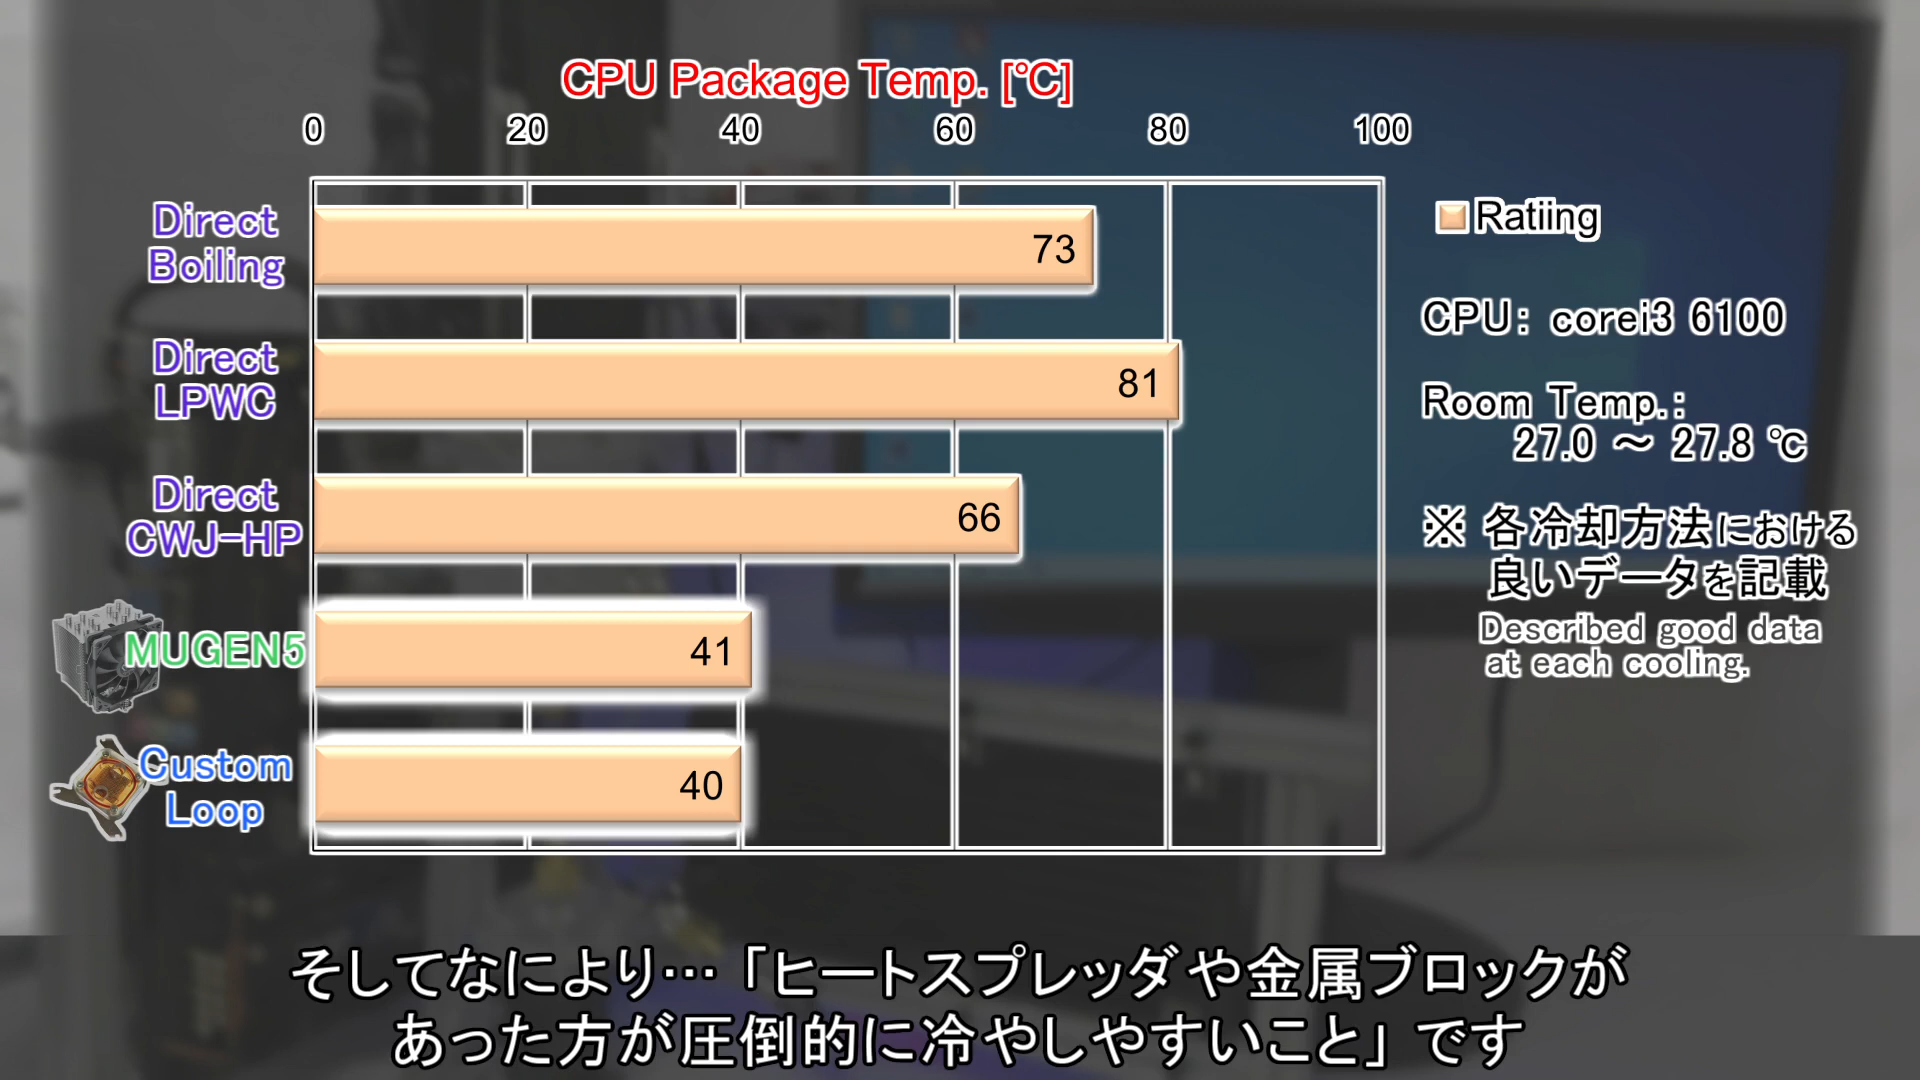 CPU Package Temp. [℃]
0 20 40 60 80 100
Direct
Boiling
73
Direct
LPWC
81
Direct
CWJ-HP
66
MUGEN5
41
Custom
Loop
40
Ratiing
CPU: corei3 6100
Room Temp.:
27.0 ～ 27.8 ℃
※ 各冷却方法における
良いデータを記載
Described good data
at each cooling.
そしてなにより…「ヒートスプレッダや金属ブロックが
あった方が圧倒的に冷やしやすいこと」です